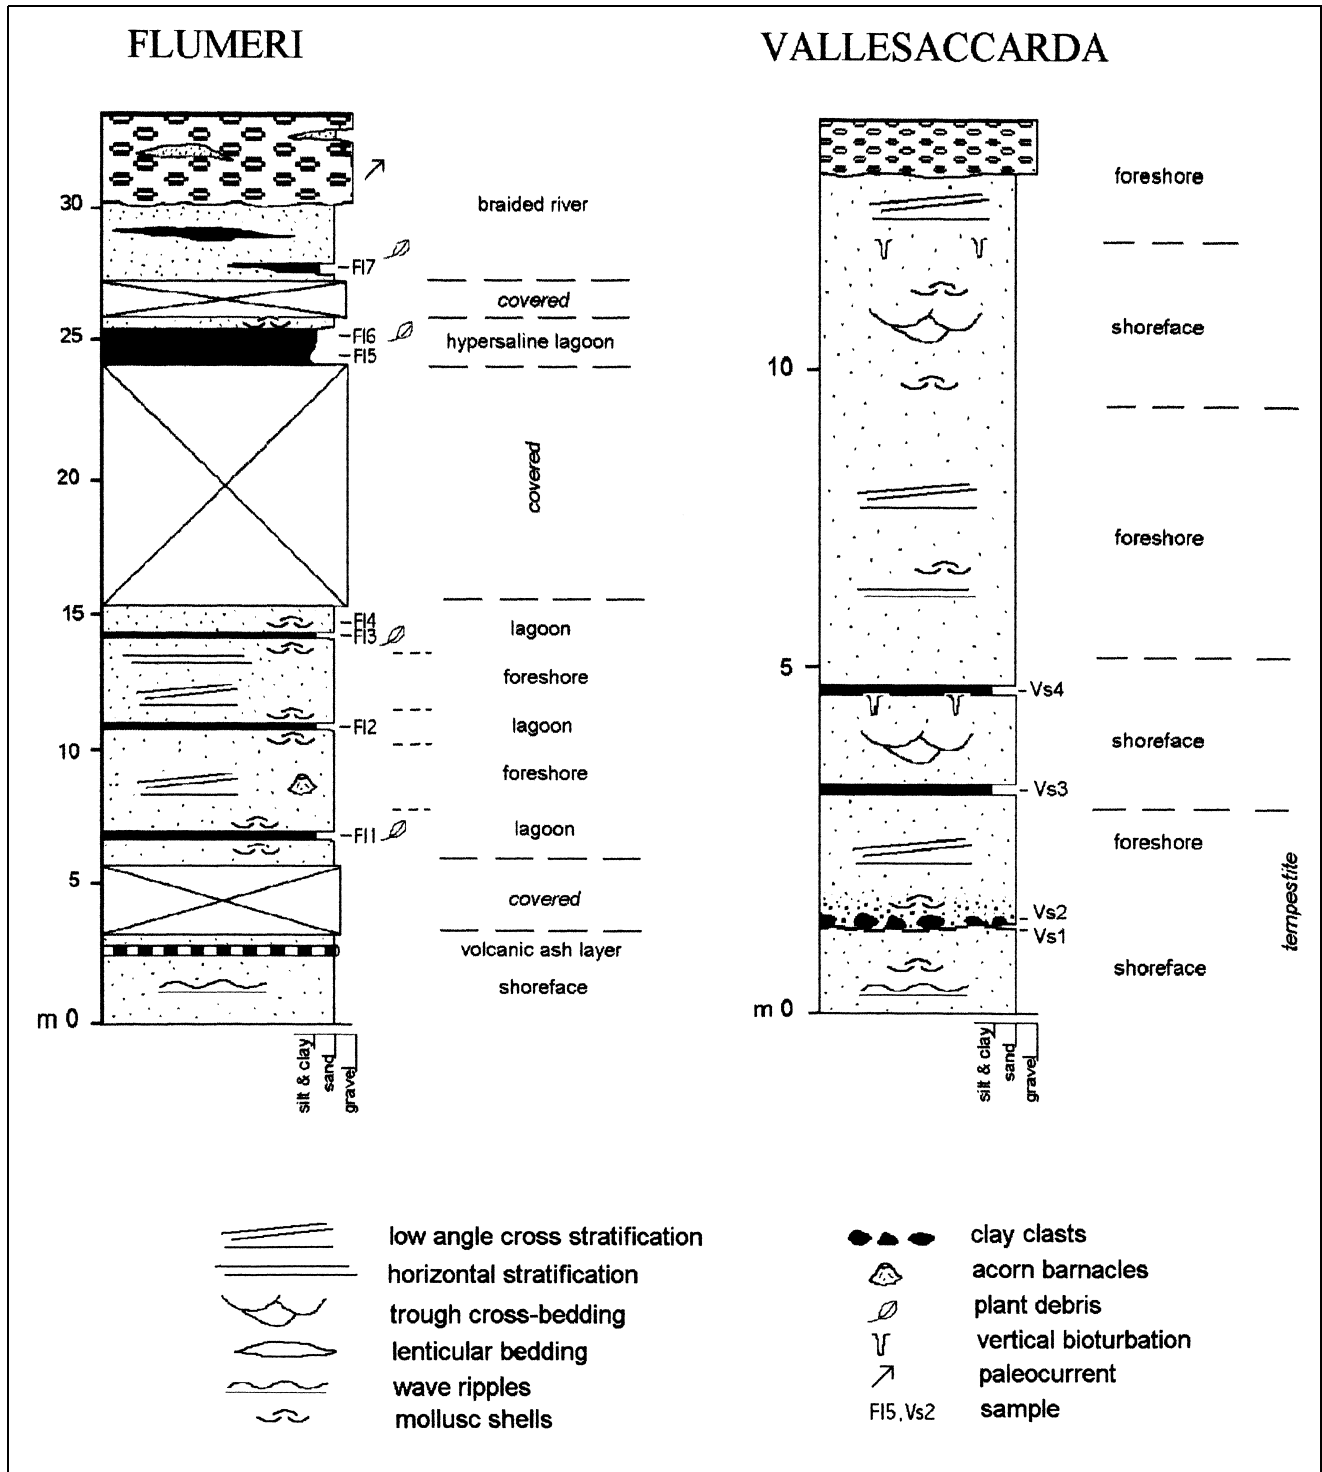 FLUMERI
30
25
20
15
10
5
m 0
Fl7
Fl6
Fl5
Fl4
Fl3
Fl2
Fl1
braided river
covered
hypersaline lagoon
covered
lagoon
foreshore
lagoon
foreshore
lagoon
covered
volcanic ash layer
shoreface
silt & clay
sand
gravel
VALLESACCARDA
10
5
m 0
Vs4
Vs3
Vs2
Vs1
foreshore
shoreface
foreshore
shoreface
foreshore
shoreface
tempestite
silt & clay
sand
gravel
low angle cross stratification
horizontal stratification
trough cross-bedding
lenticular bedding
wave ripples
mollusc shells
clay clasts
acorn barnacles
plant debris
vertical bioturbation
paleocurrent
Fl5, Vs2 sample